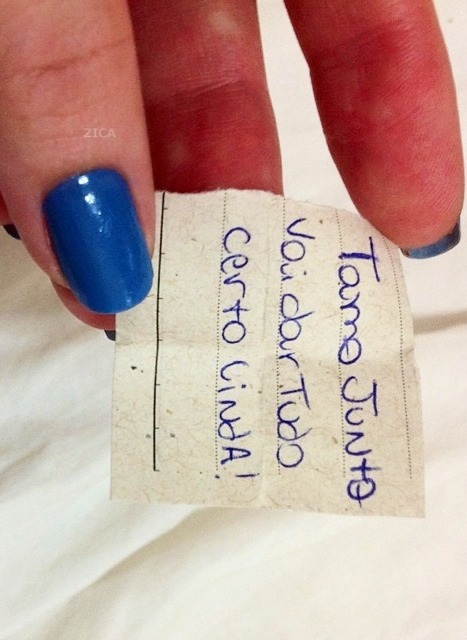 ZICA
Tamo Junto
Vai dar Tudo
certo LindA!